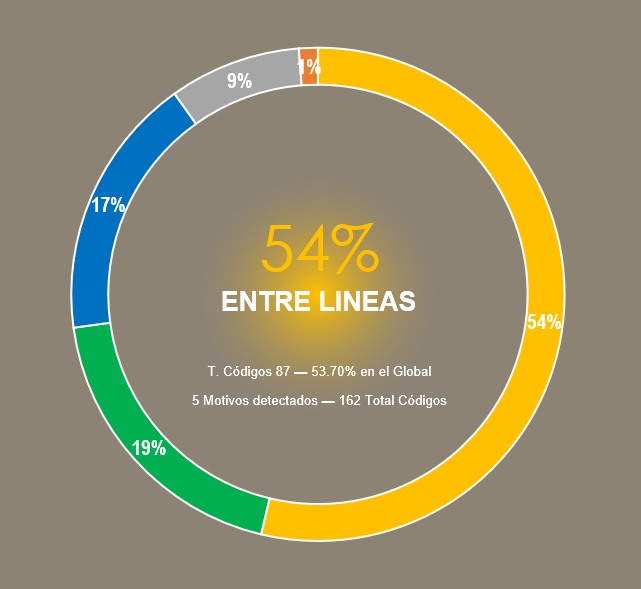 1%
9%
17%
54%
ENTRE LINEAS
54%
T. Códigos 87 — 53.70% en el Global
5 Motivos detectados — 162 Total Códigos
19%